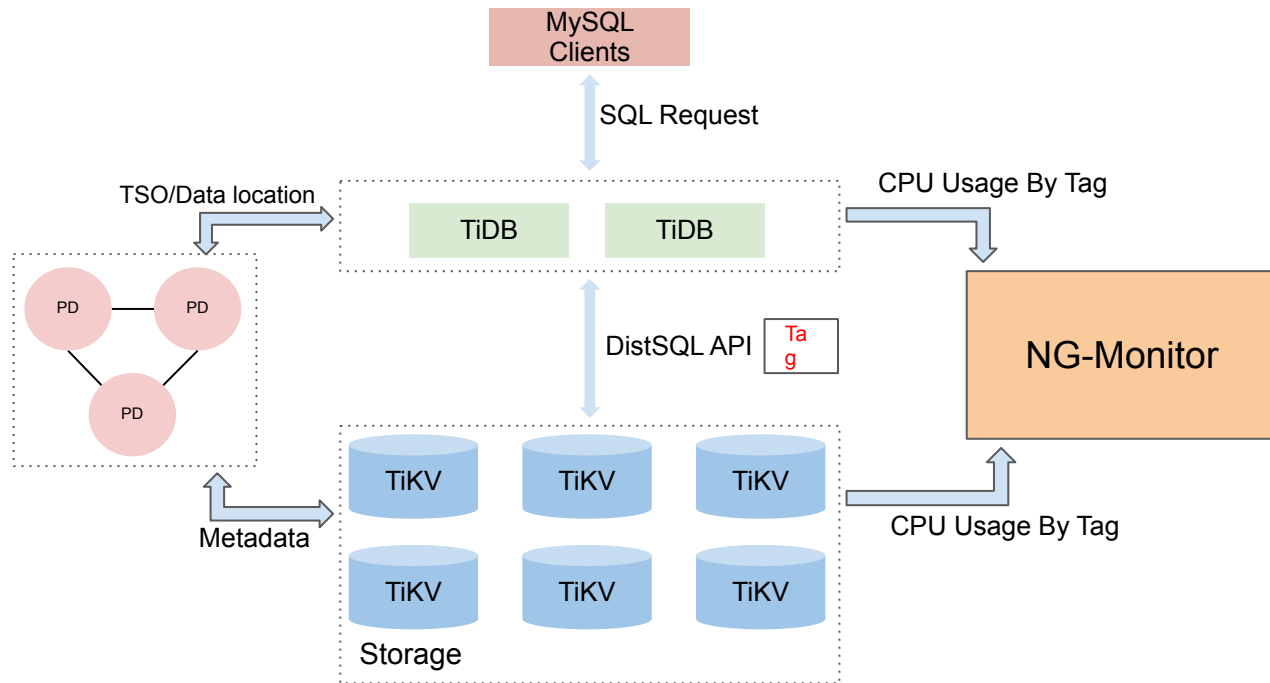 MySQL
Clients
SQL Request
TSO/Data location
CPU Usage By Tag
TiDB
TiDB
PD
PD
PD
DistSQL API
Ta
g
NG-Monitor
TiKV
TiKV
TiKV
CPU Usage By Tag
Metadata
TiKV
TiKV
TiKV
Storage